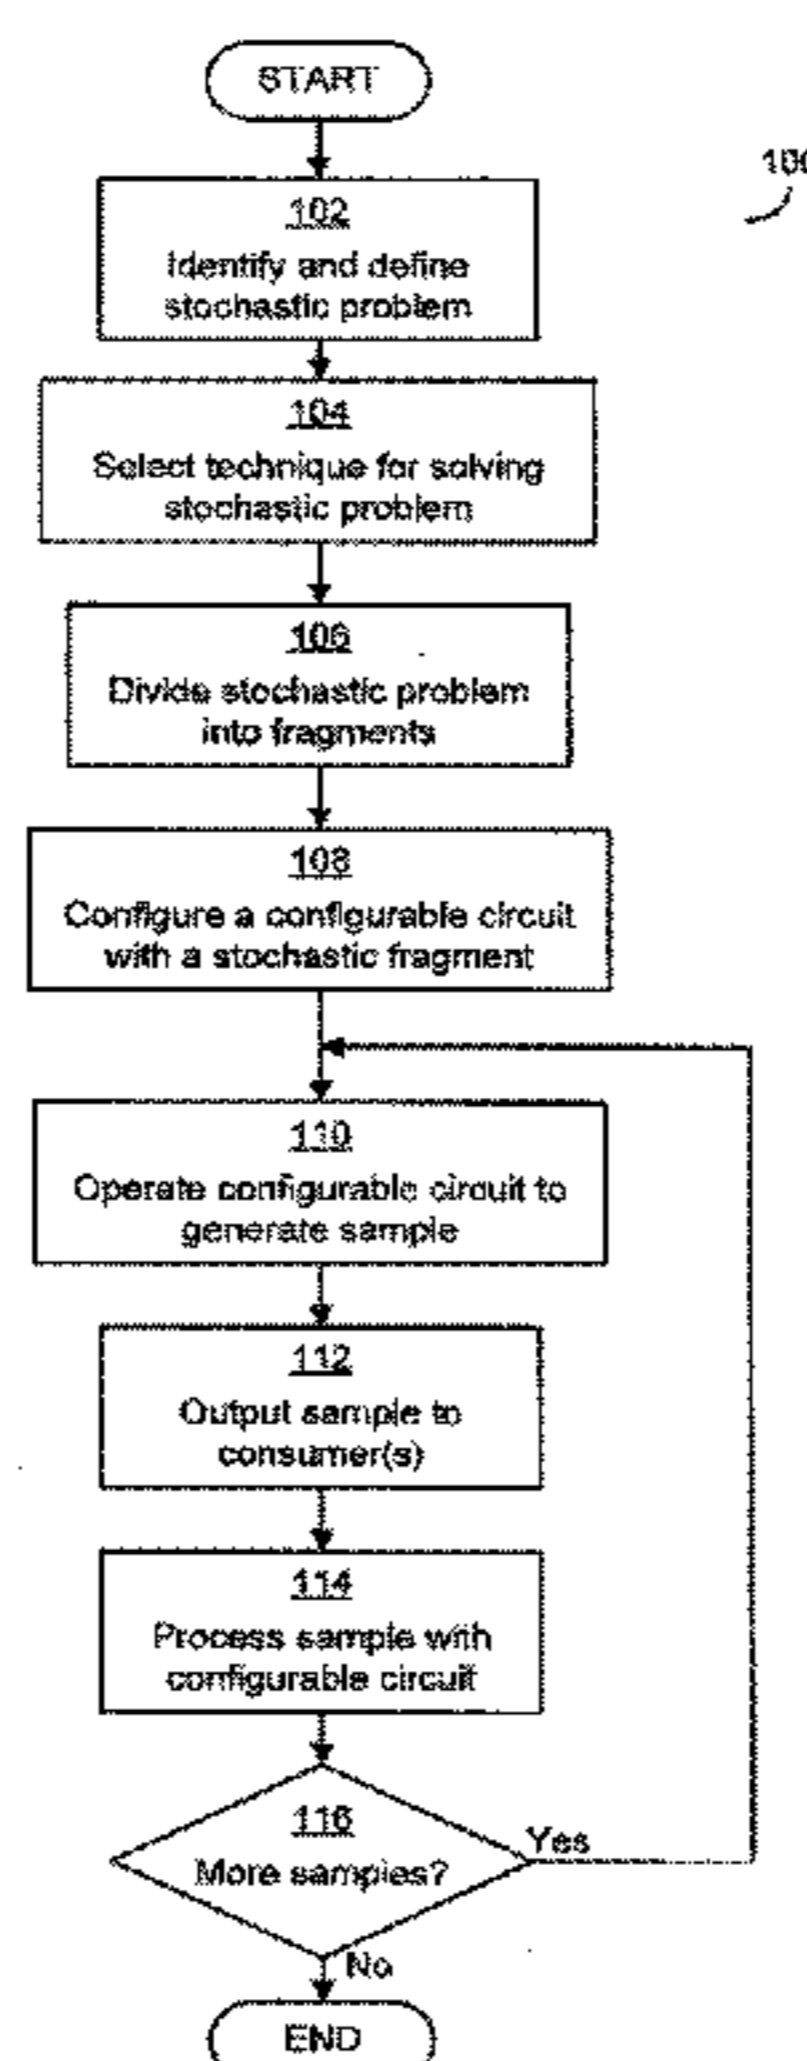 START
100
102
Identify and define
stochastic problem
104
Select technique for solving
stochastic problem
106
Divide stochastic problem
into fragments
108
Configure a configurable circuit
with a stochastic fragment
110
Operate configurable circuit to
generate sample
112
Output sample to
consumer(s)
114
Process sample with
configurable circuit
116
More samples?
Yes
No
END